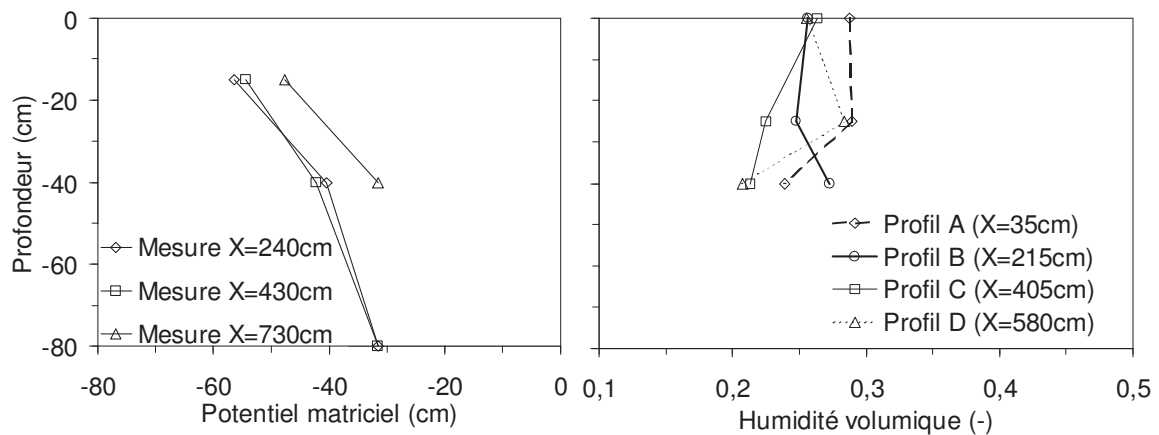 0
-20
-40
-60
-80
Profondeur (cm)
Mesure X=240cm
Mesure X=430cm
Mesure X=730cm
-80
-60
-40
-20
0
Potentiel matriciel (cm)
Profil A (X=35cm)
Profil B (X=215cm)
Profil C (X=405cm)
Profil D (X=580cm)
0,1
0,2
0,3
0,4
0,5
Humidité volumique (-)